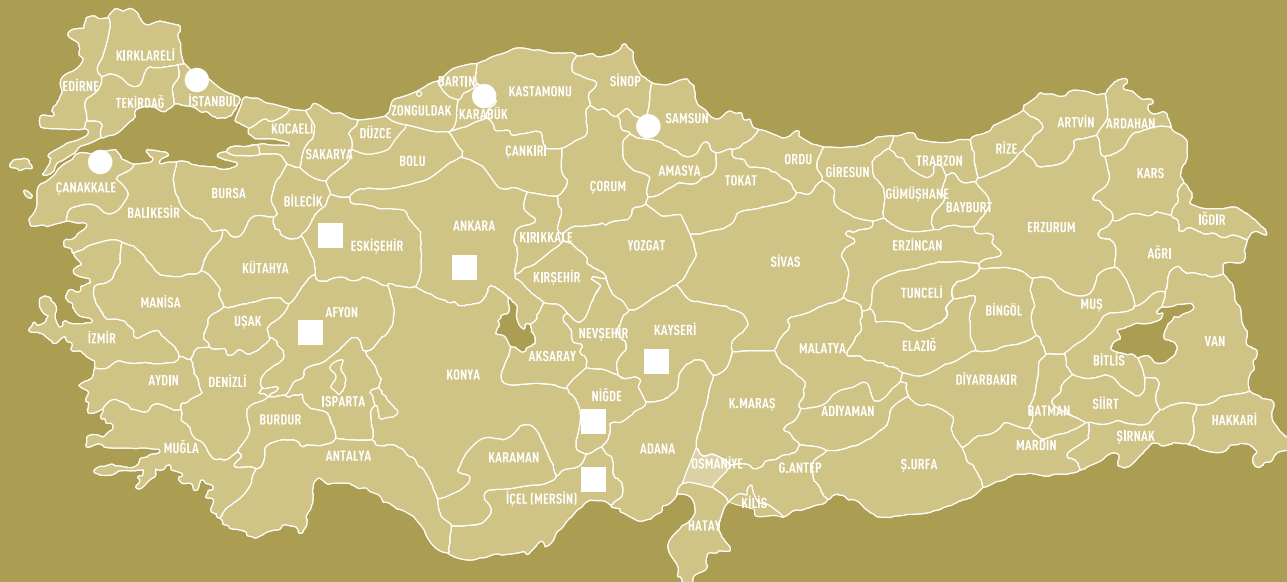 KIRKLARELİ
EDİRNE
TEKİRDAĞ
İSTANBUL
KOCAELİ
SAKARYA
DÜZCE
ZONGULDAK
BARTIN
KARABÜK
KASTAMONU
SİNOP
SAMSUN
BOLU
ÇANKIRI
ÇORUM
AMASYA
TOKAT
ORDU
GİRESUN
TRABZON
RİZE
ARTVİN
ARDAHAN
KARS
GÜMÜŞHANE
BAYBURT
ERZURUM
IĞDIR
AĞRI
ÇANAKKALE
BALIKESİR
BURSA
BİLECİK
ESKİŞEHİR
ANKARA
KIRIKKALE
YOZGAT
SİVAS
ERZİNCAN
KÜTAHYA
KIRŞEHİR
TUNCELİ
BİNGÖL
MUŞ
MANİSA
UŞAK
AFYON
NEVŞEHİR
KAYSERİ
MALATYA
ELAZIĞ
BİTLİS
VAN
İZMİR
AYDIN
DENİZLİ
ISPARTA
KONYA
AKSARAY
NİĞDE
K.MARAŞ
ADIYAMAN
DİYARBAKIR
BATMAN
SİİRT
HAKKARİ
BURDUR
MUĞLA
ANTALYA
KARAMAN
ADANA
OSMANİYE
G.ANTEP
Ş.URFA
MARDİN
ŞIRNAK
İÇEL (MERSİN)
KİLİS
HATAY